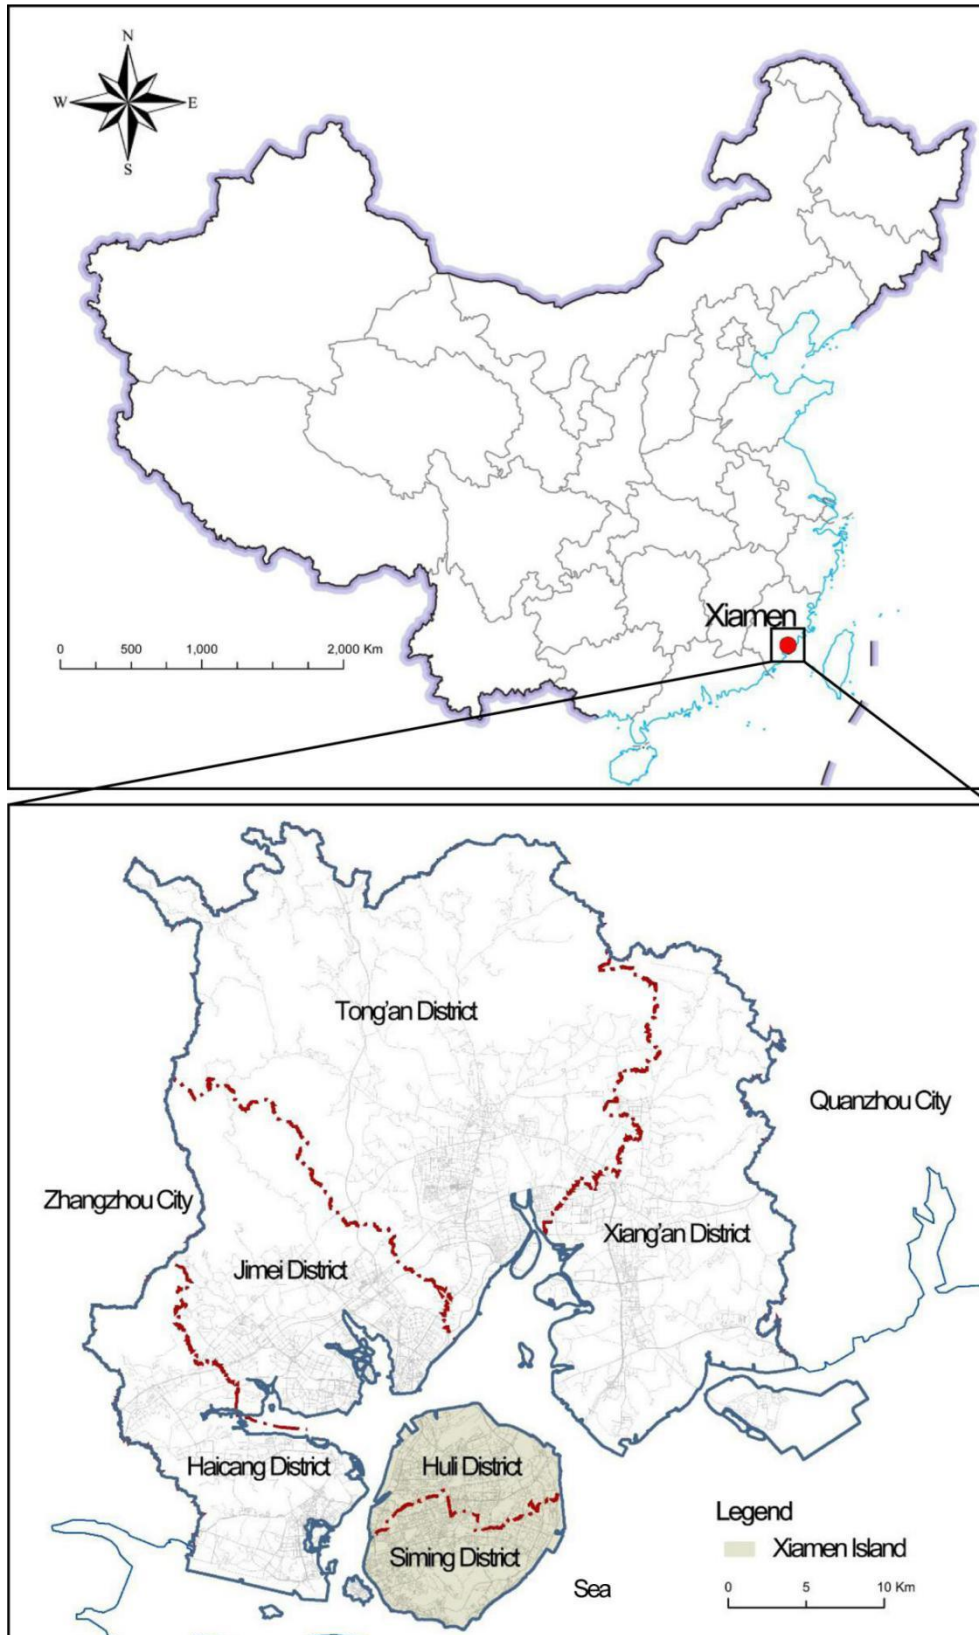 N
W
E
S
Xiamen
0 500 1,000 2,000 Km
Tong'an District
Quanzhou City
Zhangzhou City
Xiang'an District
Jimei District
Haicang District
Huli District
Legend
Siming District
Xiamen Island
Sea
0 5 10 Km